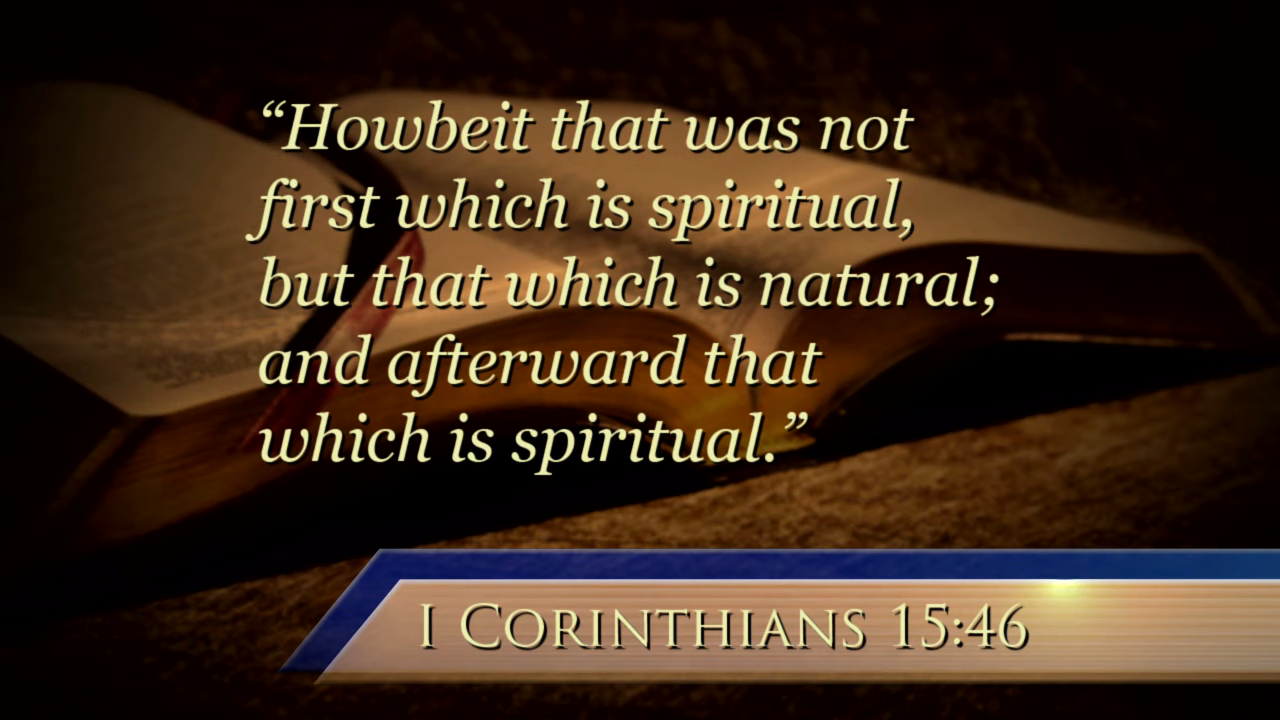 “Howbeit that was not
first which is spiritual,
but that which is natural;
and afterward that
which is spiritual.”
I Corinthians 15:46